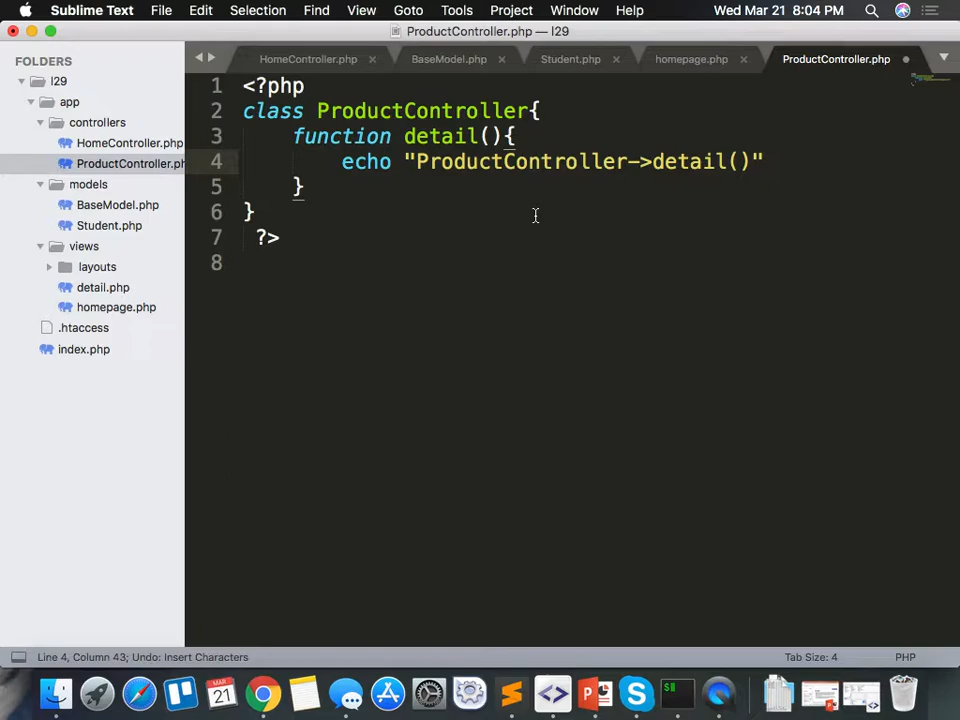 Sublime Text File Edit Selection Find View Goto Tools Project Window Help Wed Mar 21 8:04 PM
ProductController.php — l29
FOLDERS
l29
app
controllers
HomeController.php
ProductController.ph
models
BaseModel.php
Student.php
views
layouts
detail.php
homepage.php
.htaccess
index.php
HomeController.php BaseModel.php Student.php homepage.php ProductController.php
1 <?php
2 class ProductController{
3 function detail(){
4 echo "ProductController->detail()"
5 }
6 }
7 ?>
8
Line 4, Column 43; Undo: Insert Characters Tab Size: 4 PHP